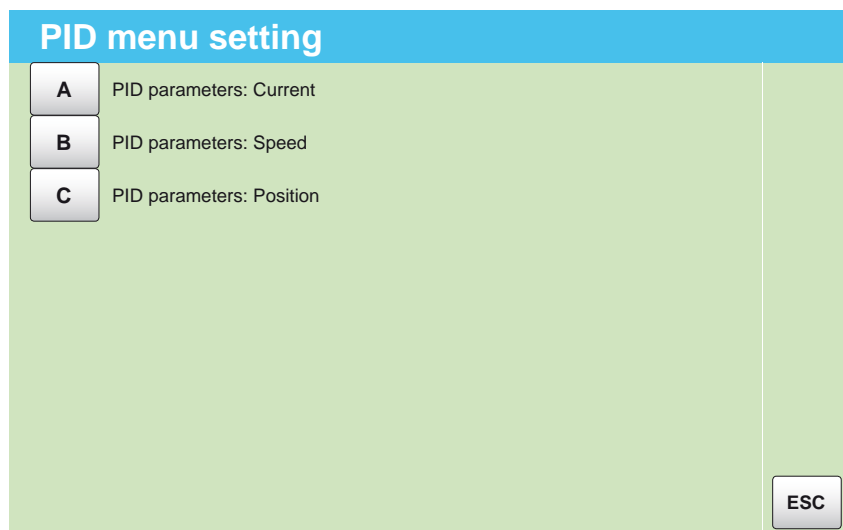 PID menu setting
A PID parameters: Current
B PID parameters: Speed
C PID parameters: Position
ESC